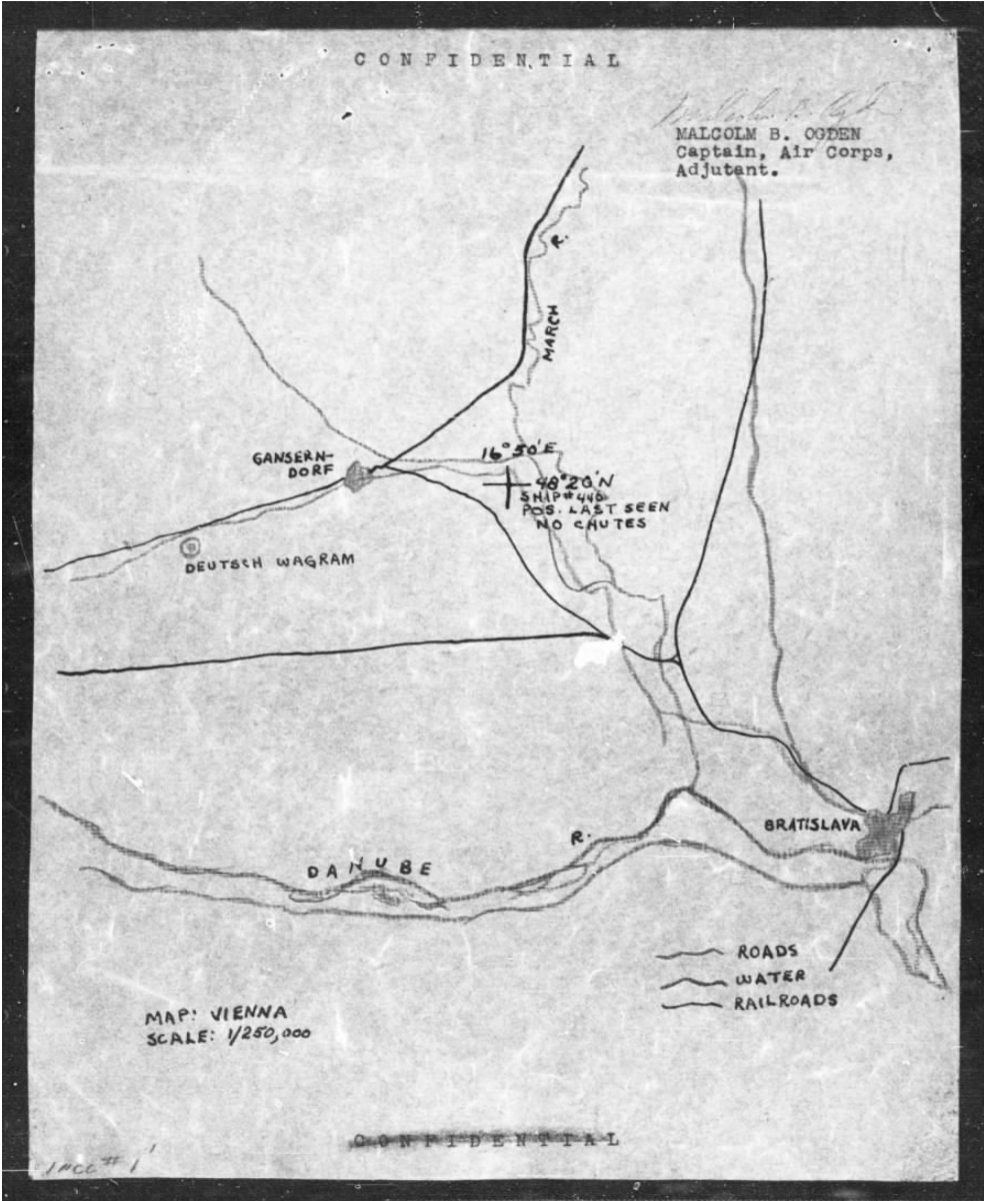 CONFIDENTIAL
MALCOLM B. OGDEN
Captain, Air Corps,
Adjutant.
R.
MARCH
GANSERN-
DORF
16° 50' E
48° 20' N
SHIP #440
POS. LAST SEEN
NO CHUTES
DEUTSCH WAGRAM
BRATISLAVA
R.
DANUBE
ROADS
WATER
RAILROADS
MAP: VIENNA
SCALE: 1/250,000
CONFIDENTIAL
INCL #1